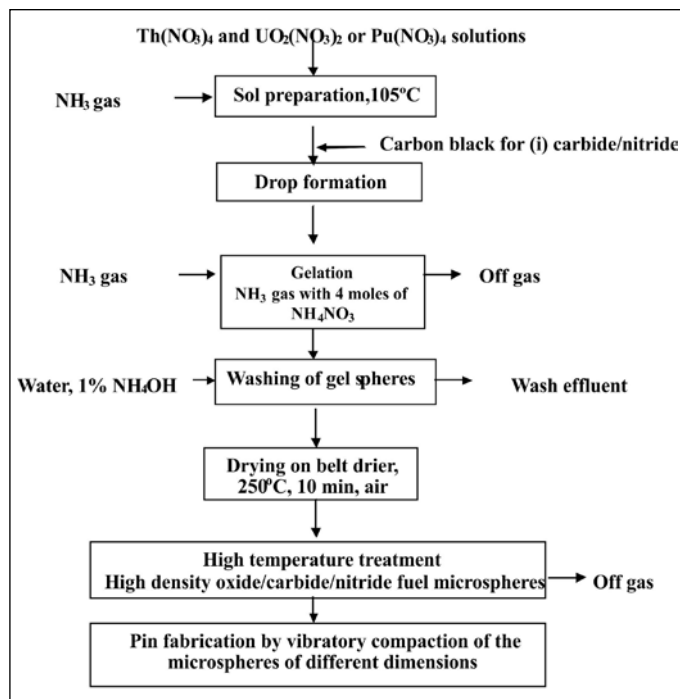 Th(NO3)4 and UO2(NO3)2 or Pu(NO3)4 solutions
NH3 gas
Sol preparation,105ºC
Carbon black for (i) carbide/nitride
Drop formation
NH3 gas
Gelation
NH3 gas with 4 moles of
NH4NO3
Off gas
Water, 1% NH4OH
Washing of gel spheres
Wash effluent
Drying on belt drier,
250ºC, 10 min, air
High temperature treatment
High density oxide/carbide/nitride fuel microspheres
Off gas
Pin fabrication by vibratory compaction of the
microspheres of different dimensions